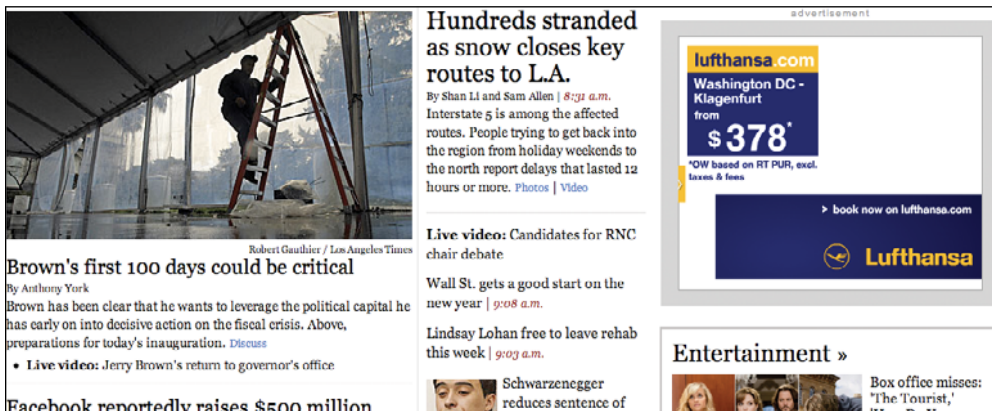 Robert Gauthier / Los Angeles Times
Brown's first 100 days could be critical
By Anthony York
Brown has been clear that he wants to leverage the political capital he
has early on into decisive action on the fiscal crisis. Above,
preparations for today's inauguration. Discuss
• Live video: Jerry Brown's return to governor's office
Facebook reportedly raises $500 million
Hundreds stranded
as snow closes key
routes to L.A.
By Shan Li and Sam Allen | 8:31 a.m.
Interstate 5 is among the affected
routes. People trying to get back into
the region from holiday weekends to
the north report delays that lasted 12
hours or more. Photos | Video
Live video: Candidates for RNC
chair debate
Wall St. gets a good start on the
new year | 9:08 a.m.
Lindsay Lohan free to leave rehab
this week | 9:03 a.m.
Schwarzenegger
reduces sentence of
advertisement
lufthansa.com
Washington DC -
Klagenfurt
from
$378*
*OW based on RT PUR, excl.
taxes & fees
> book now on lufthansa.com
Lufthansa
Entertainment »
Box office misses:
'The Tourist,'